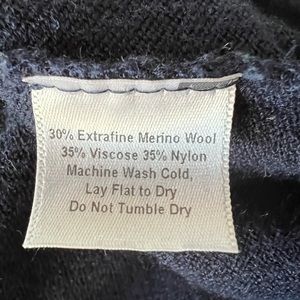 30% Extrafine Merino Wool
35% Viscose 35% Nylon
Machine Wash Cold,
Lay Flat to Dry
Do Not Tumble Dry